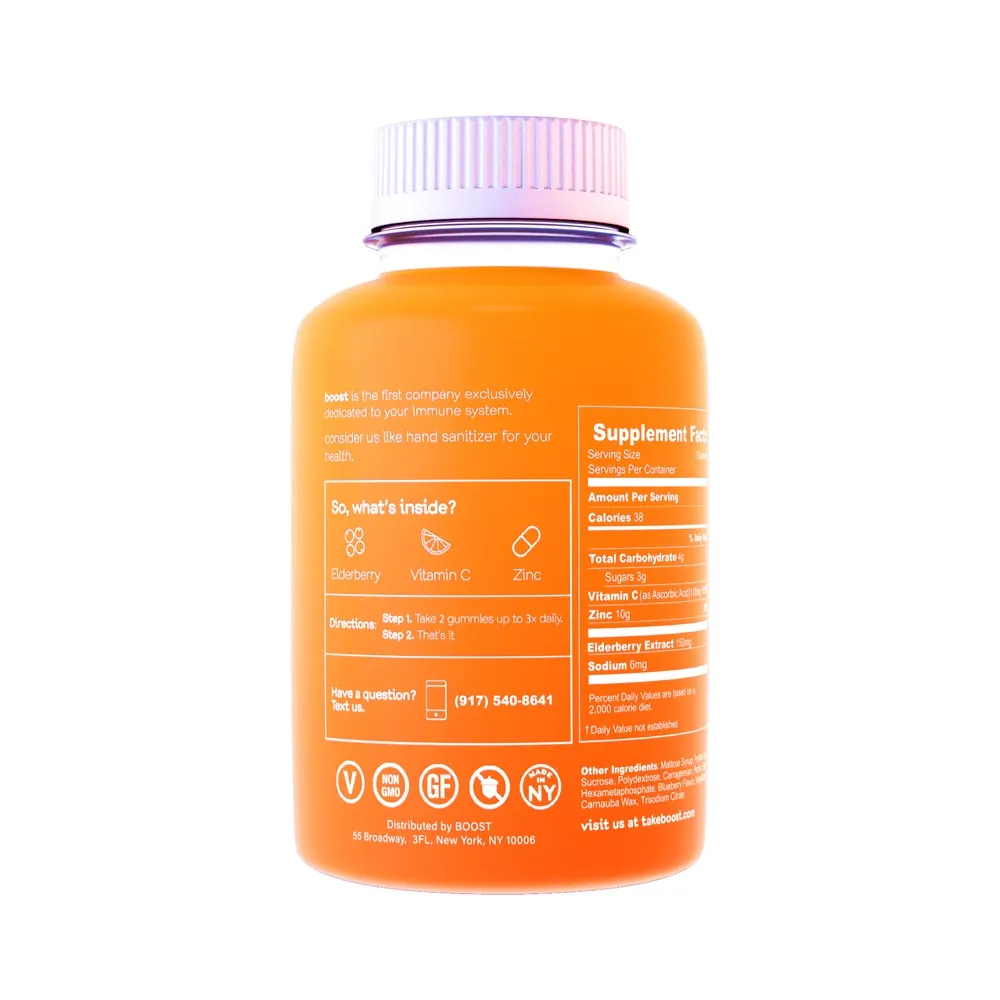 boost is the first company exclusively
dedicated to your immune system.
consider us like hand sanitizer for your
health.
So, what's inside?
Elderberry
Vitamin C
Zinc
Directions:
Step 1. Take 2 gummies up to 3x daily.
Step 2. That's it
Have a question?
Text us.
(917) 540-8641
V
NON
GMO
GF
MADE
IN
NY
Distributed by BOOST
55 Broadway, 3FL, New York, NY 10006
Supplement Facts
Serving Size
Servings Per Container
Amount Per Serving
Calories 38
% Daily
Total Carbohydrate 4g
Sugars 3g
Vitamin C (as Ascorbic Acid)
Zinc 10g
Elderberry Extract 150mg
Sodium 6mg
Percent Daily Values are based on a
2,000 calorie diet.
† Daily Value not established
Other Ingredients: Maltose Syrup,
Sucrose, Polydextrose, Carrageenan,
Hexametaphosphate, Blueberry Flavor,
Carnauba Wax, Trisodium Citrate
visit us at takeboost.com